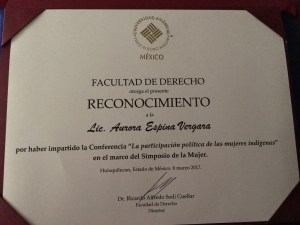 UNIVERSIDAD ANÁHUAC
MÉXICO
FACULTAD DE DERECHO
otorga el presente
RECONOCIMIENTO
a la
Lic. Aurora Espina Vergara
por haber impartido la Conferencia "La participación política de las mujeres indígenas"
en el marco del Simposio de la Mujer.
Huixquilucan, Estado de México, 8 marzo 2017.
Dr. Ricardo Alfredo Sodi Cuellar
Facultad de Derecho
Director